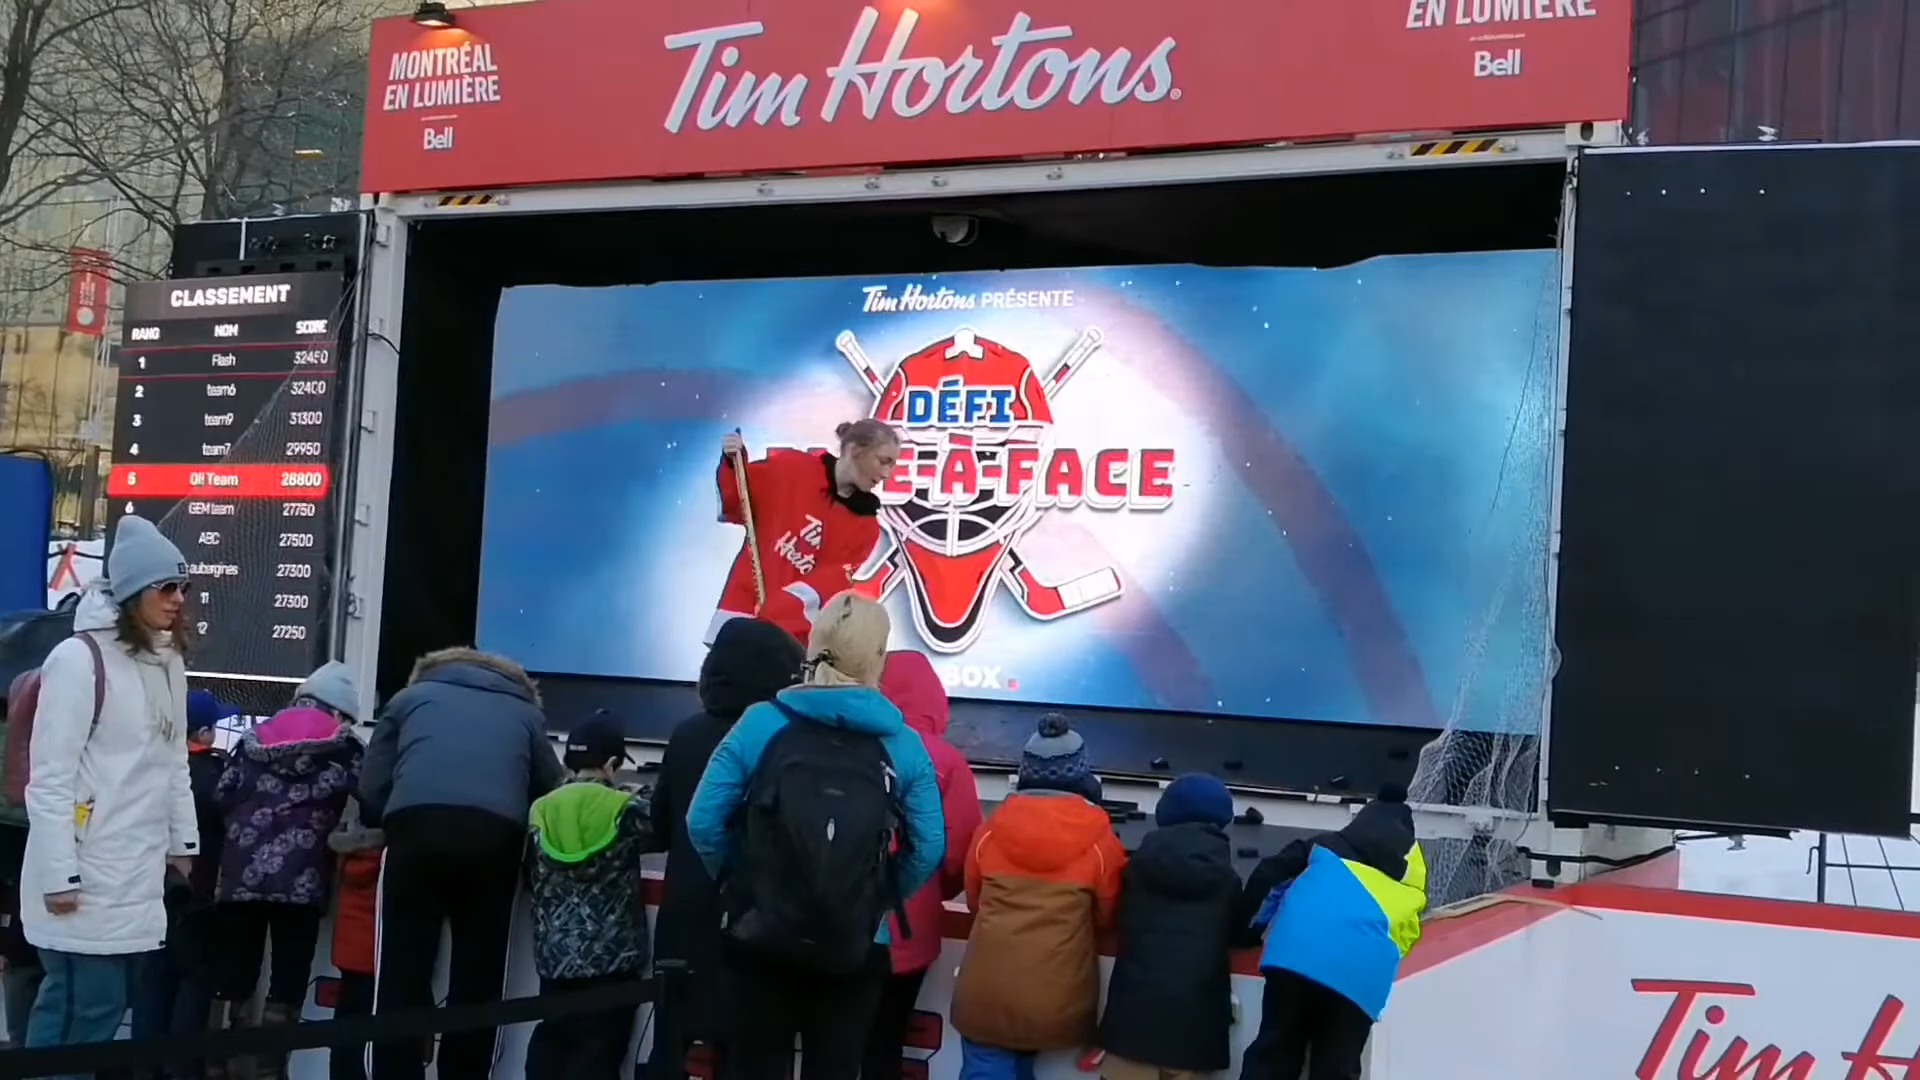 MONTRÉAL
EN LUMIÈRE
Bell
Tim Hortons
EN LUMIÈRE
Bell
CLASSEMENT
RANG NOM SCORE
1 Flash 32450
2 team6 32400
3 team9 31300
4 team7 29950
5 Oli Team 28800
6 GEM team 27750
ABC 27500
aubergines 27300
11 27300
12 27250
Tim Hortons PRÉSENTE
DÉFI
E-À-FACE
BOX.
Tim
Horto
Tim H